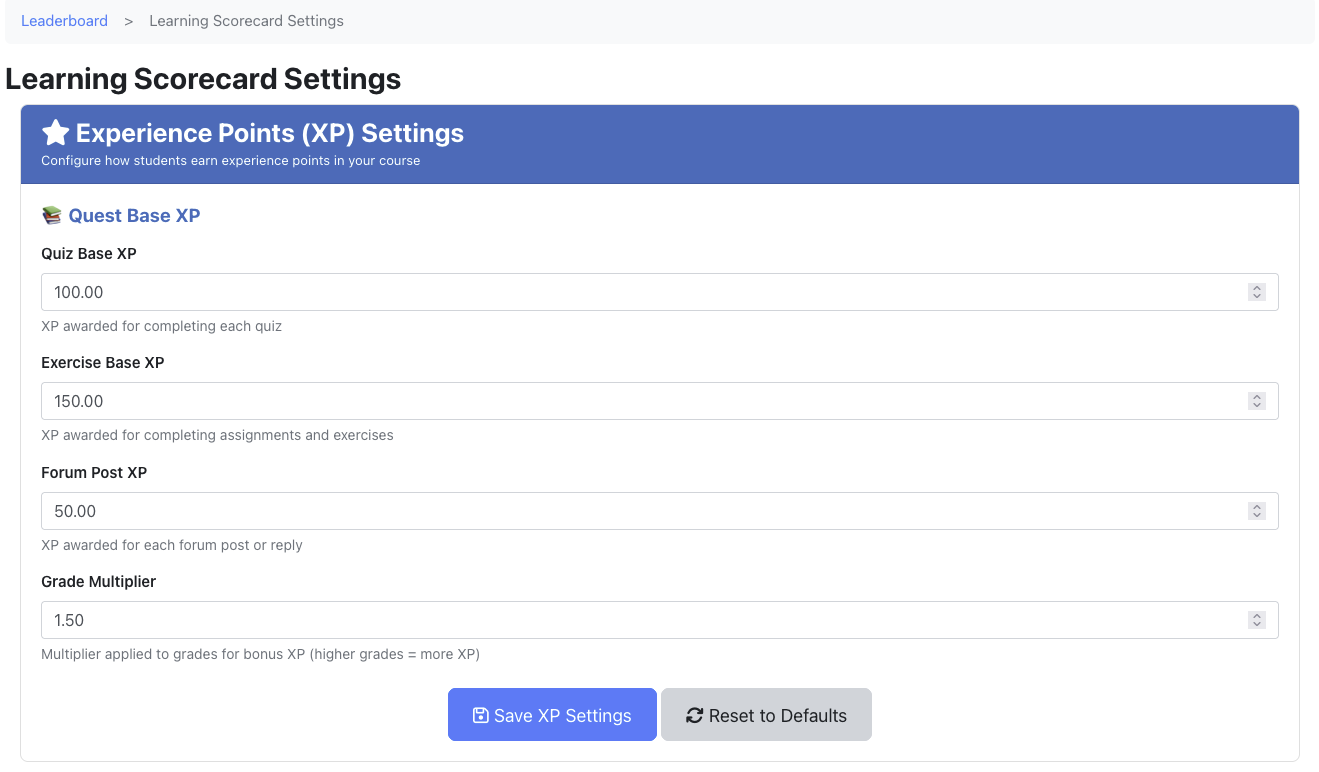 Leaderboard > Learning Scorecard Settings
Learning Scorecard Settings
Experience Points (XP) Settings
Configure how students earn experience points in your course
Quest Base XP
Quiz Base XP
100.00
XP awarded for completing each quiz
Exercise Base XP
150.00
XP awarded for completing assignments and exercises
Forum Post XP
50.00
XP awarded for each forum post or reply
Grade Multiplier
1.50
Multiplier applied to grades for bonus XP (higher grades = more XP)
Save XP Settings Reset to Defaults